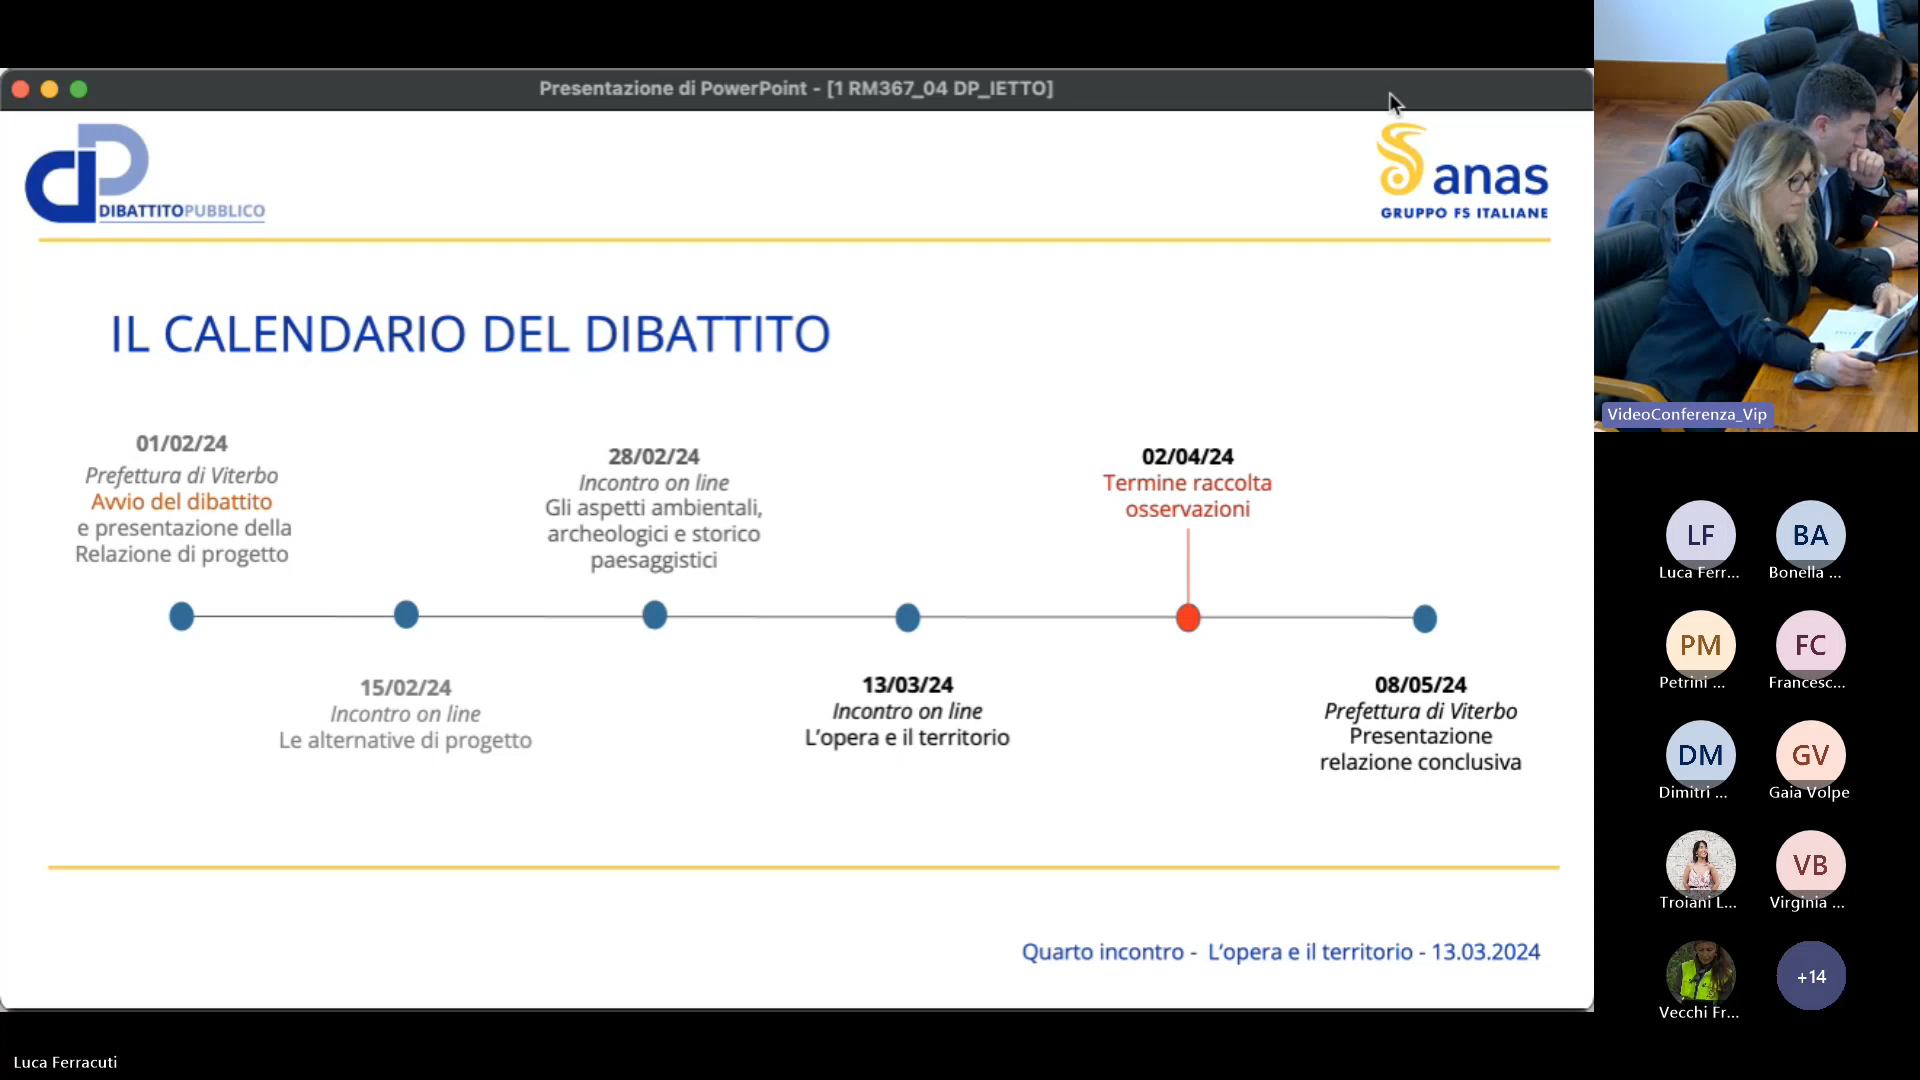 Presentazione di PowerPoint - [1 RM367_04 DP_IETTO]
dP
DIBATTITOPUBBLICO
anas
GRUPPO FS ITALIANE
IL CALENDARIO DEL DIBATTITO
01/02/24
Prefettura di Viterbo
Avvio del dibattito
e presentazione della
Relazione di progetto
15/02/24
Incontro on line
Le alternative di progetto
28/02/24
Incontro on line
Gli aspetti ambientali,
archeologici e storico
paesaggistici
13/03/24
Incontro on line
L'opera e il territorio
02/04/24
Termine raccolta
osservazioni
08/05/24
Prefettura di Viterbo
Presentazione
relazione conclusiva
Quarto incontro - L'opera e il territorio - 13.03.2024
VideoConferenza_Vip
LF
Luca Ferr...
BA
Bonella ...
PM
Petrini ...
FC
Francesc...
DM
Dimitri ...
GV
Gaia Volpe
Troiani L...
VB
Virginia ...
Vecchi Fr...
+14
Luca Ferracuti